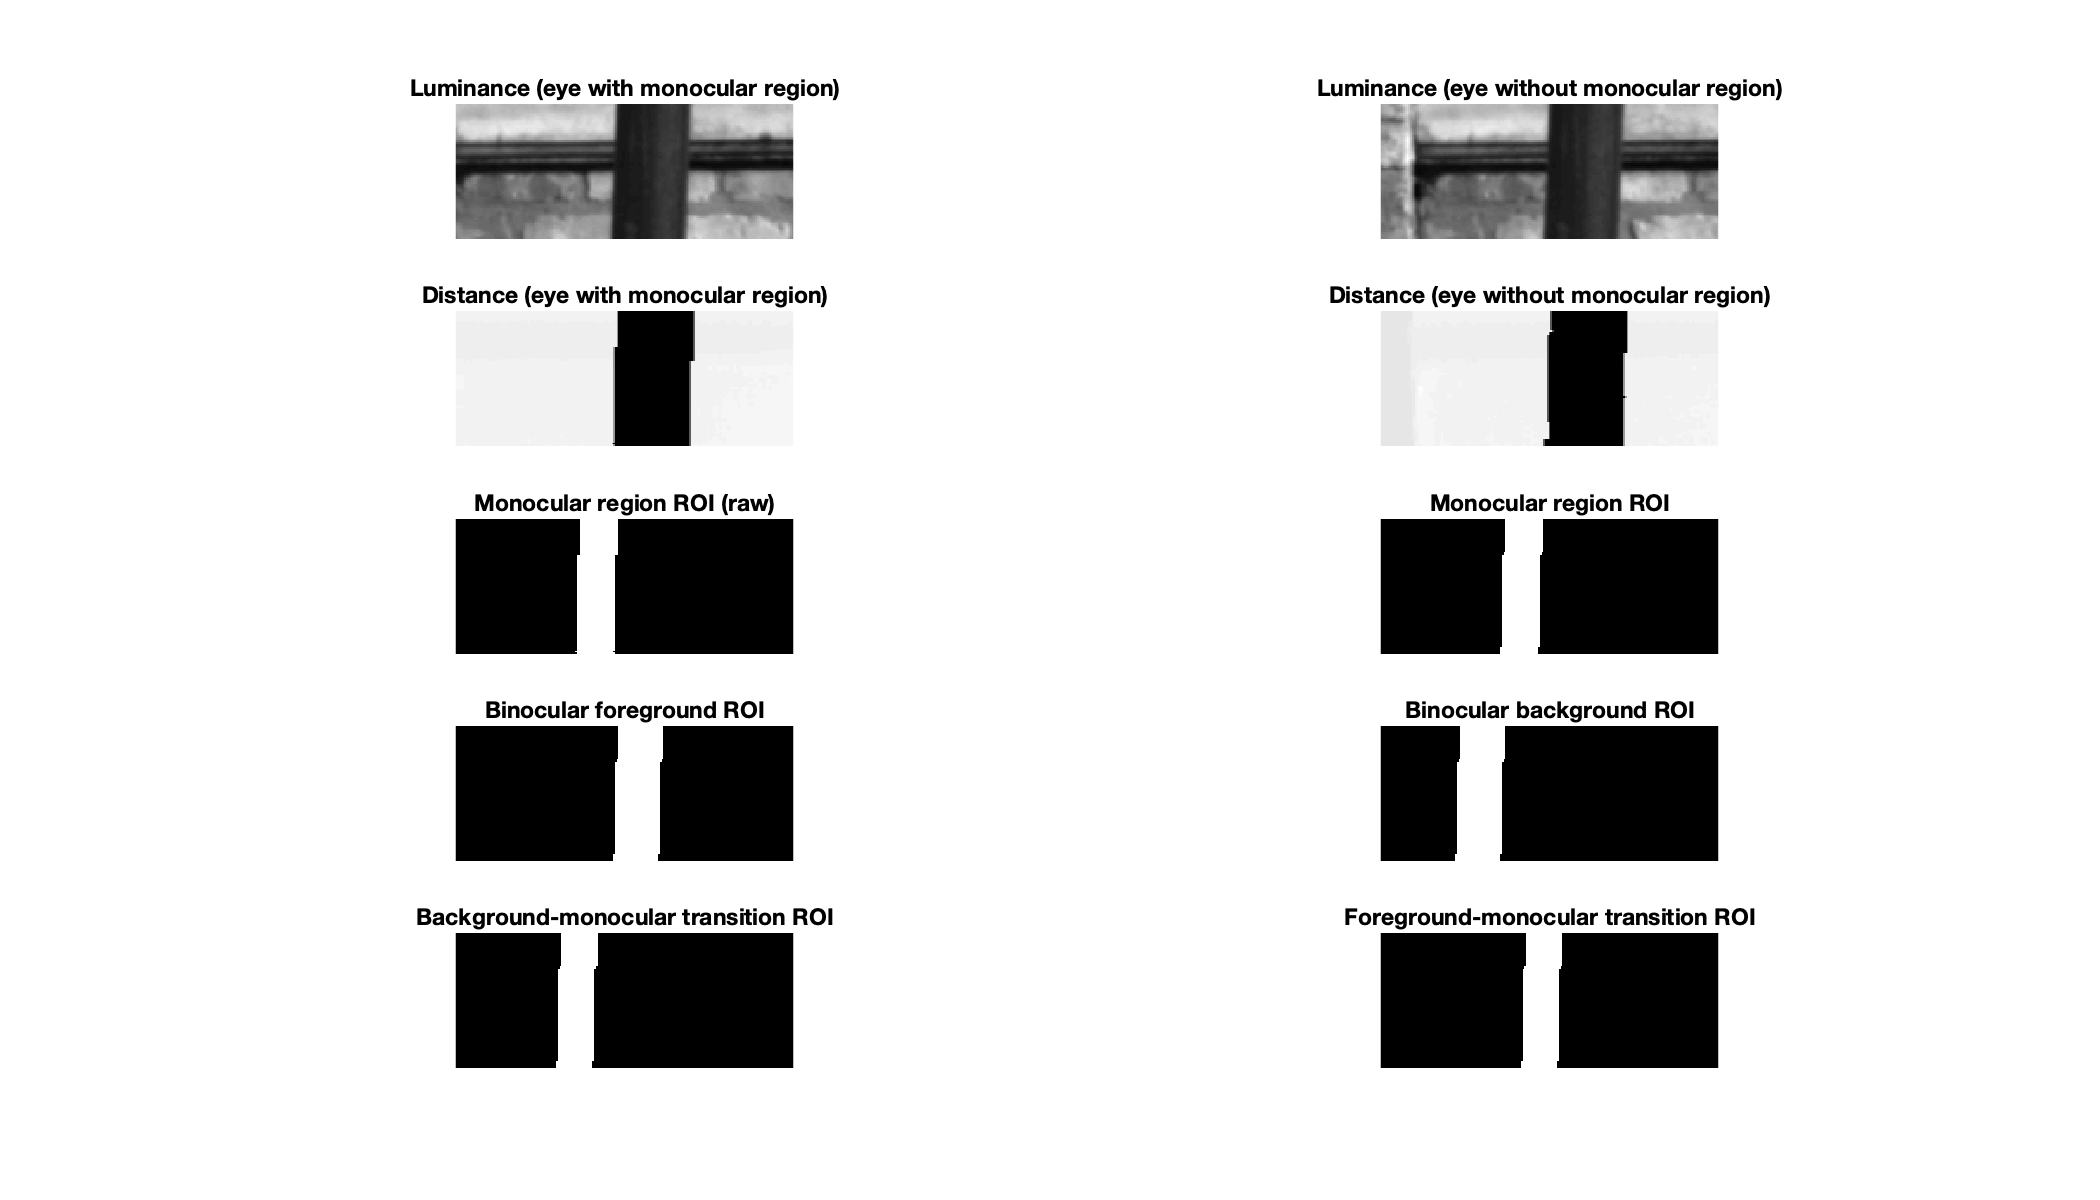 Luminance (eye with monocular region)
Luminance (eye without monocular region)
Distance (eye with monocular region)
Distance (eye without monocular region)
Monocular region ROI (raw)
Monocular region ROI
Binocular foreground ROI
Binocular background ROI
Background-monocular transition ROI
Foreground-monocular transition ROI